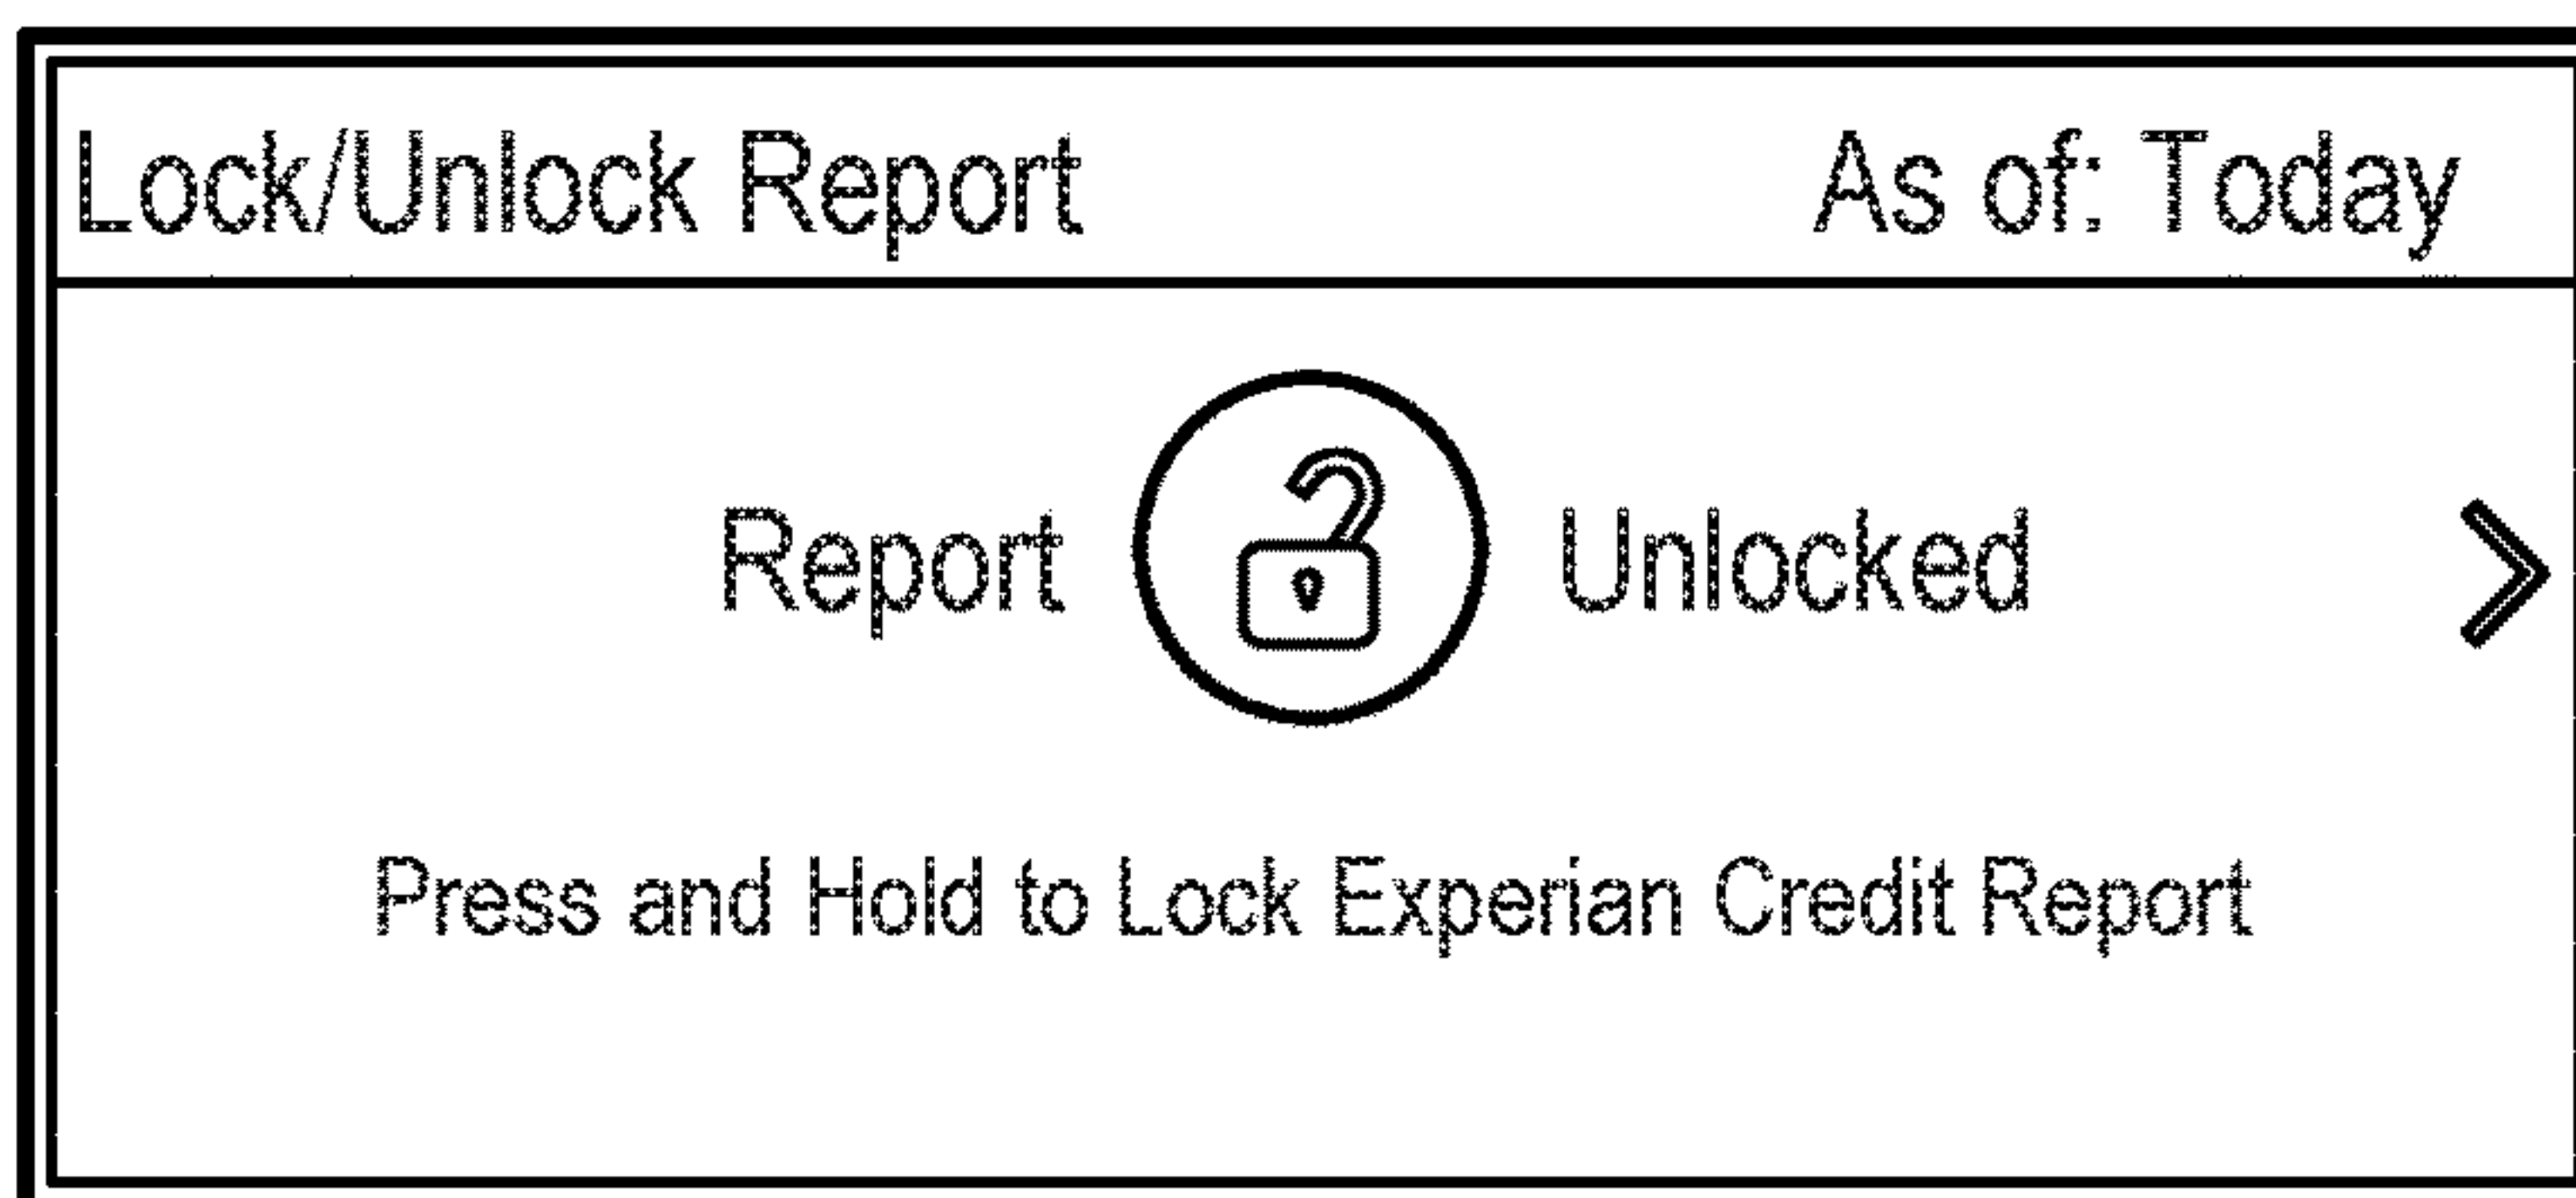 Lock/Unlock Report As of: Today
Report Unlocked
Press and Hold to Lock Experian Credit Report